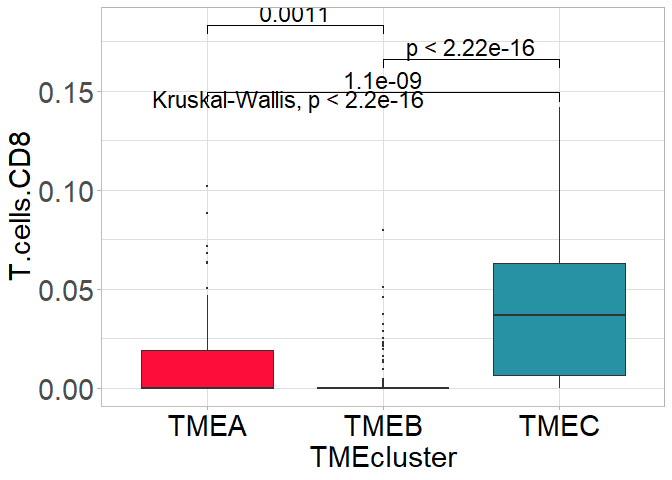 0.0011
p < 2.22e-16
1.1e-09
Kruskal-Wallis, p < 2.2e-16
T.cells.CD8
0.15
0.10
0.05
0.00
TMEA TMEB TMEC
TMEcluster